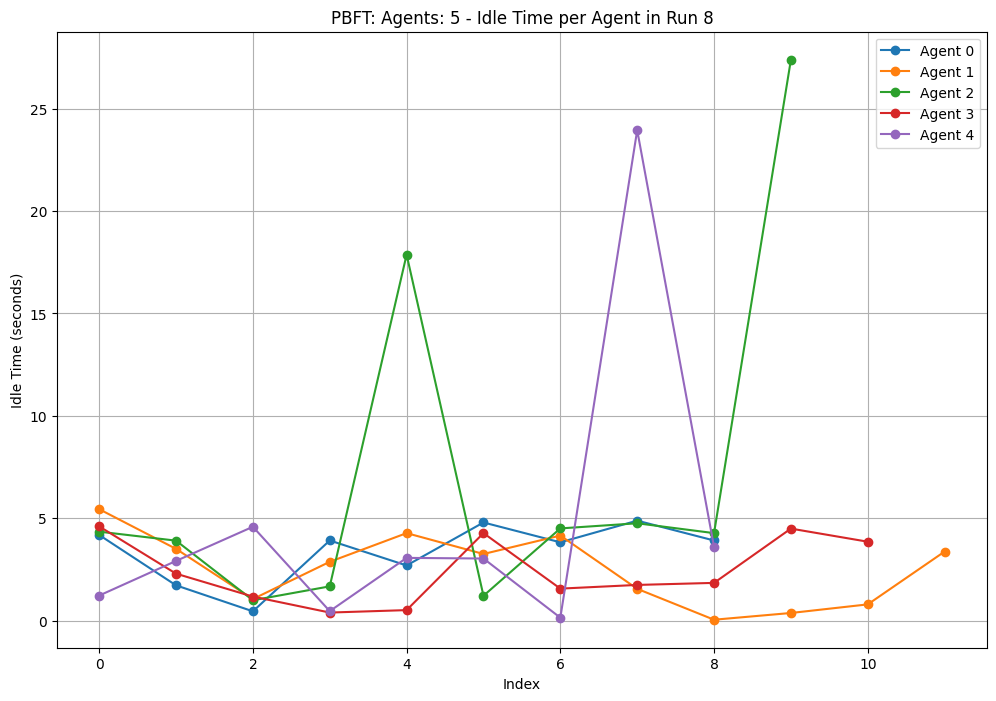 PBFT: Agents: 5 - Idle Time per Agent in Run 8
Agent 0
Agent 1
Agent 2
Agent 3
Agent 4
Idle Time (seconds)
25
20
15
10
5
0
0 2 4 6 8 10
Index